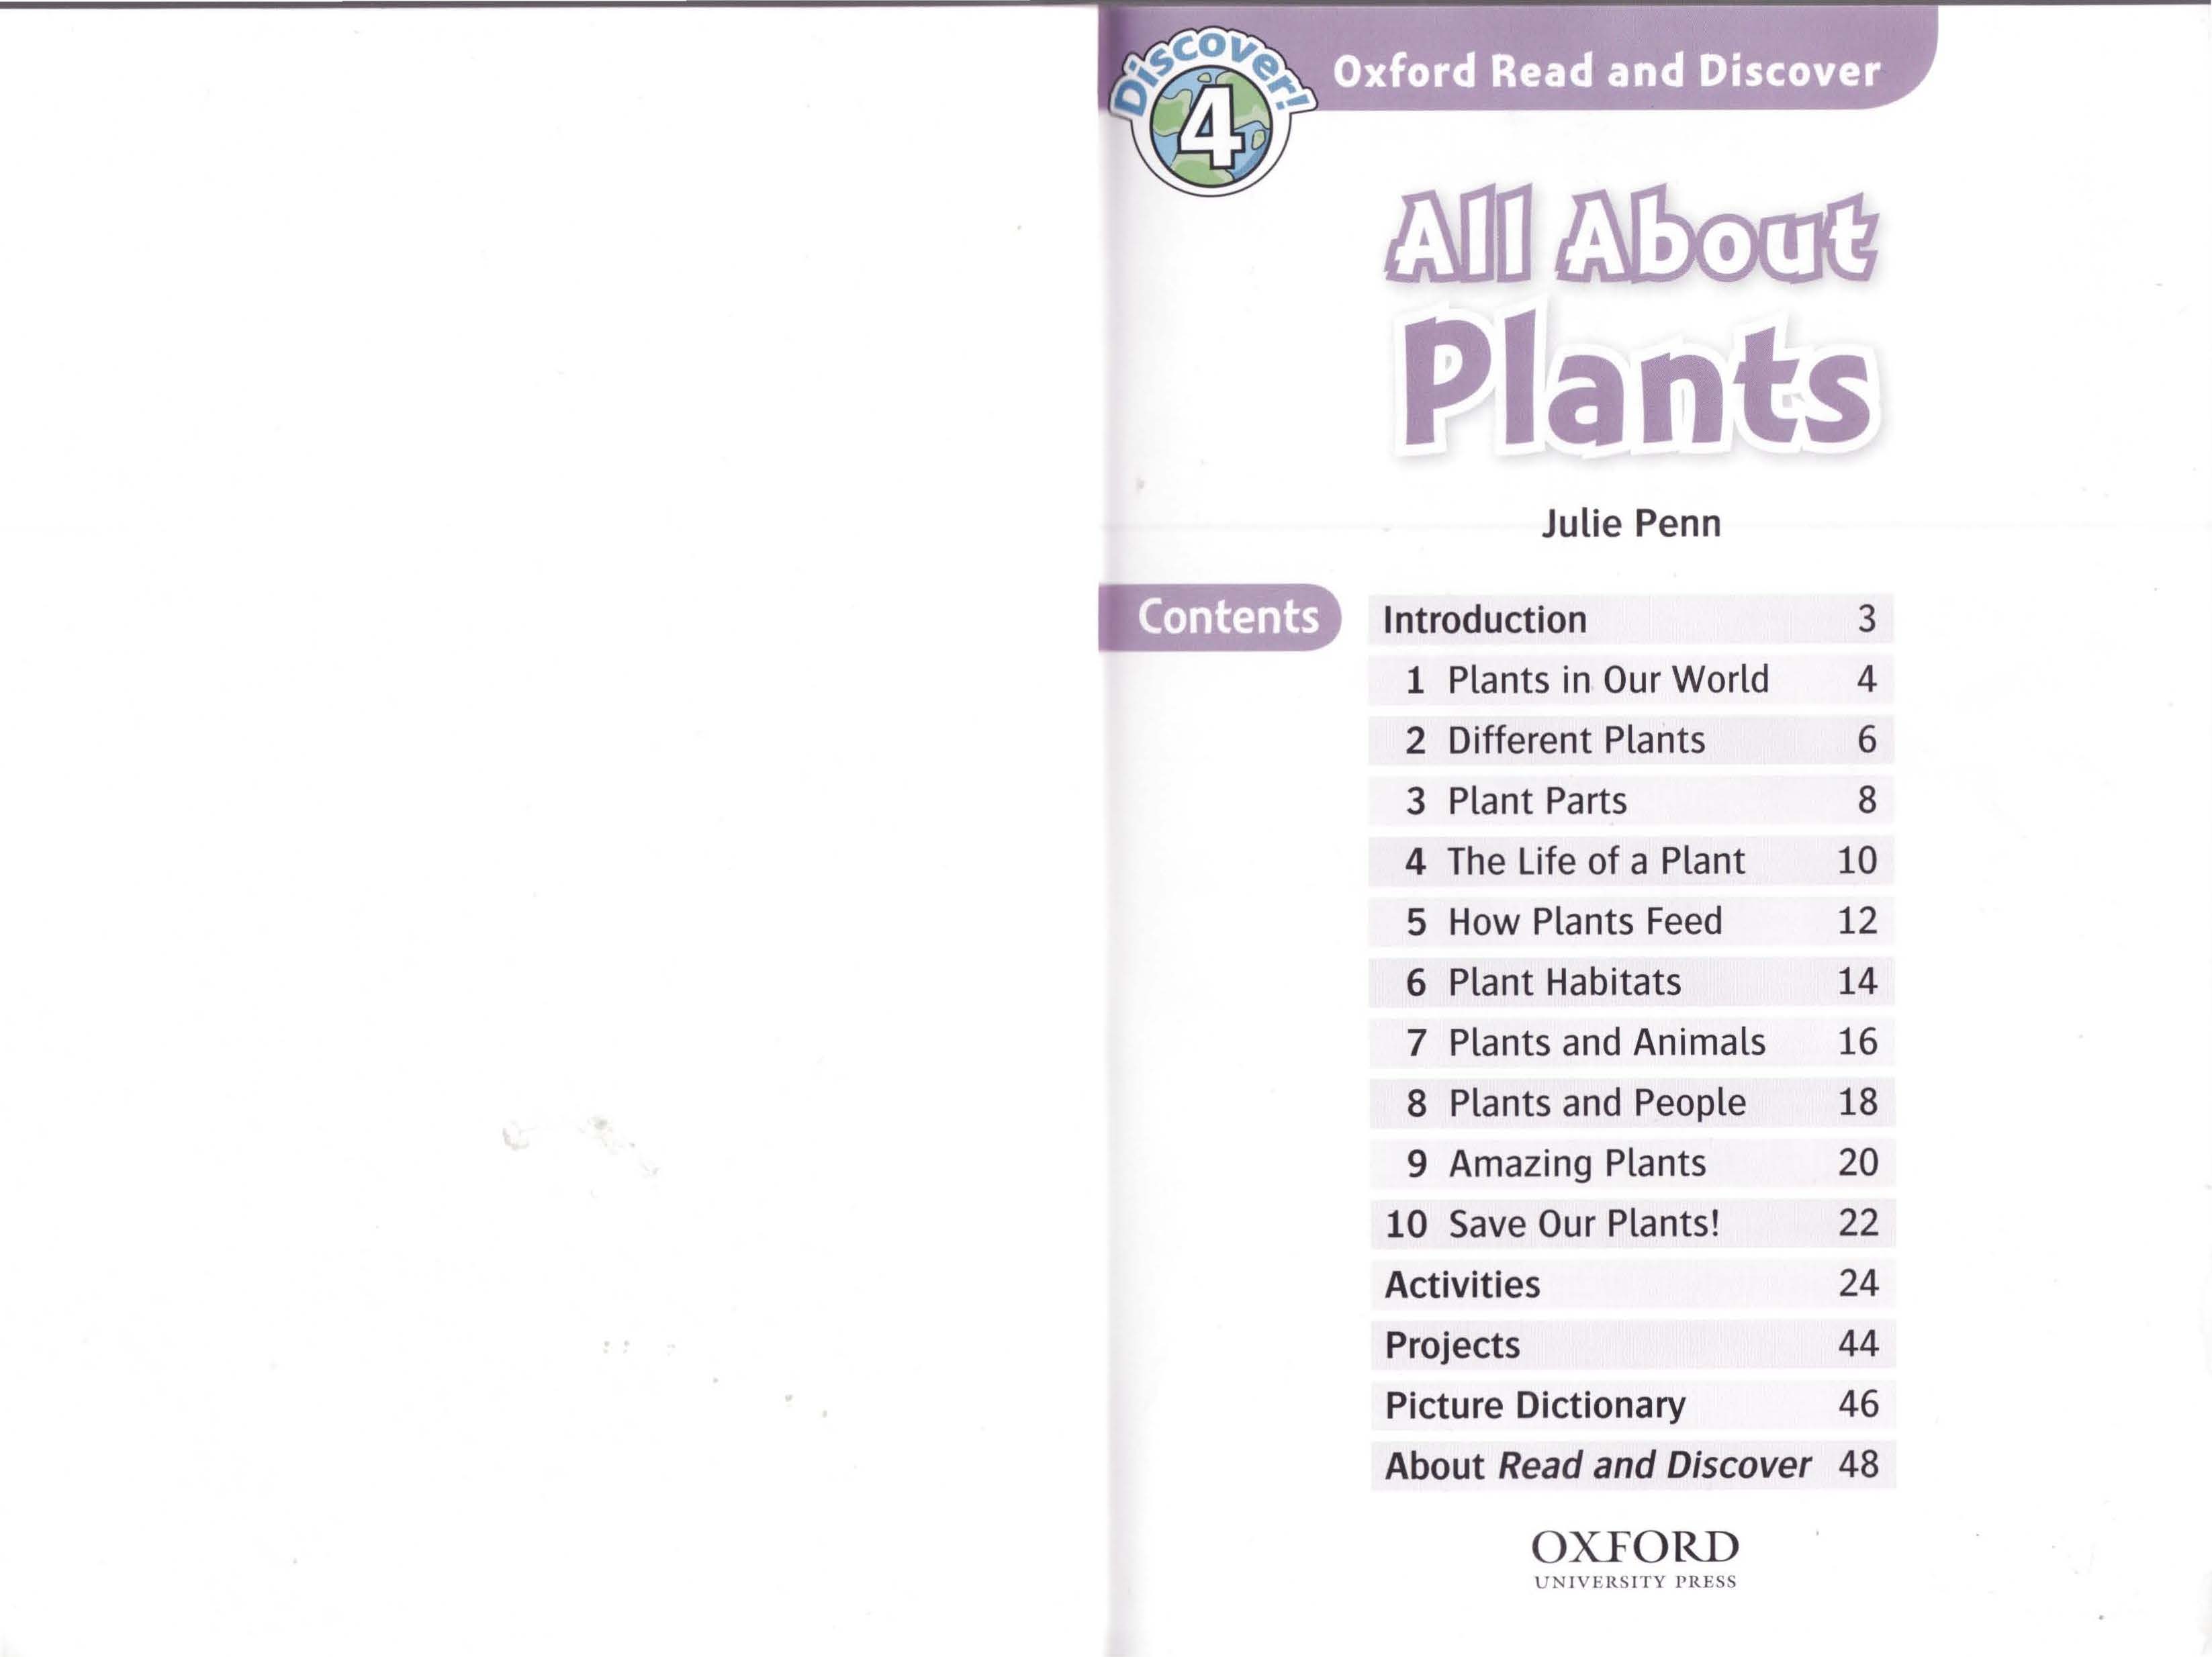 Discover!
4
Oxford Read and Discover
All About
Plants
Julie Penn
Contents
Introduction 3
1 Plants in Our World 4
2 Different Plants 6
3 Plant Parts 8
4 The Life of a Plant 10
5 How Plants Feed 12
6 Plant Habitats 14
7 Plants and Animals 16
8 Plants and People 18
9 Amazing Plants 20
10 Save Our Plants! 22
Activities 24
Projects 44
Picture Dictionary 46
About Read and Discover 48
OXFORD
UNIVERSITY PRESS